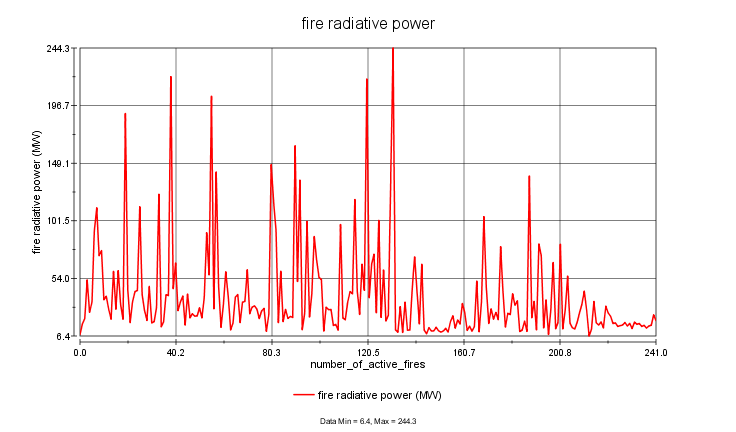 fire radiative power
244.3
196.7
149.1
101.5
54.0
6.4
fire radiative power (MW)
0.0 40.2 80.3 120.5 160.7 200.8 241.0
number_of_active_fires
fire radiative power (MW)
Data Min = 6.4, Max = 244.3